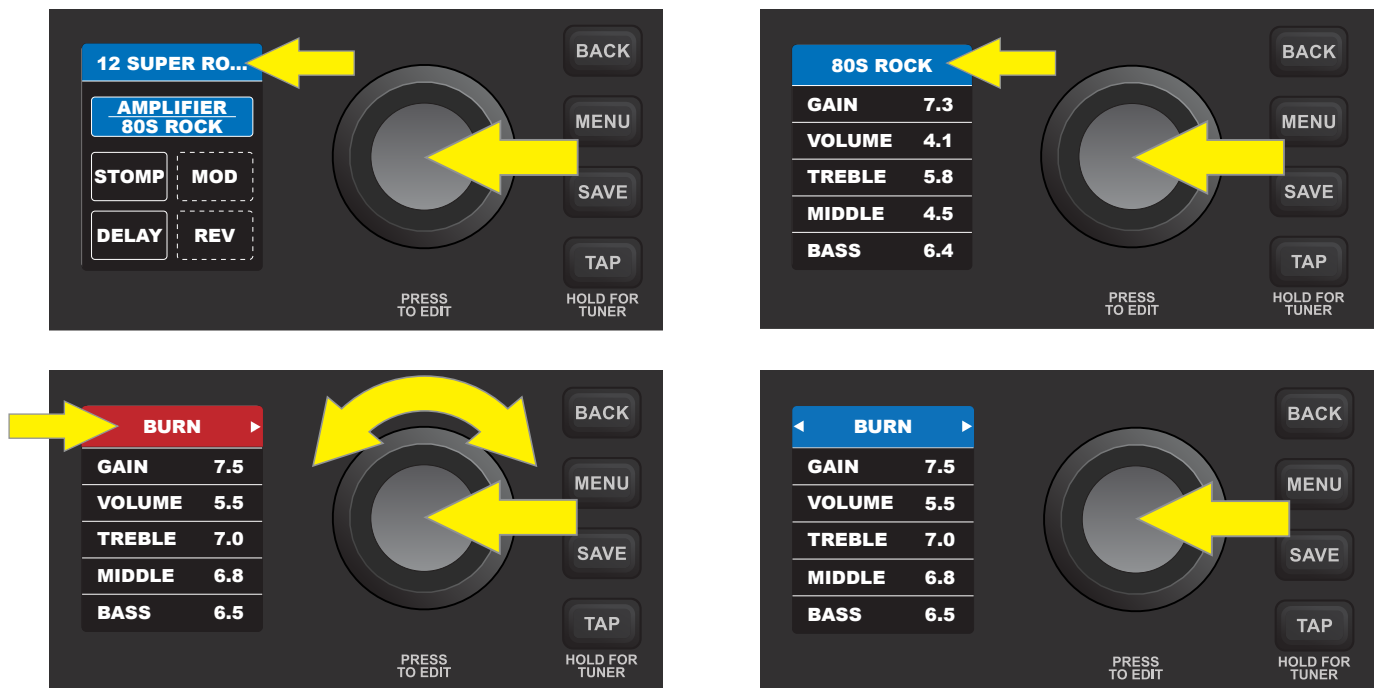 12 SUPER RO...
AMPLIFIER
80S ROCK
STOMP MOD
DELAY REV
PRESS
TO EDIT
BACK
MENU
SAVE
TAP
HOLD FOR
TUNER
80S ROCK
GAIN 7.3
VOLUME 4.1
TREBLE 5.8
MIDDLE 4.5
BASS 6.4
PRESS
TO EDIT
BACK
MENU
SAVE
TAP
HOLD FOR
TUNER
BURN
GAIN 7.5
VOLUME 5.5
TREBLE 7.0
MIDDLE 6.8
BASS 6.5
PRESS
TO EDIT
BACK
MENU
SAVE
TAP
HOLD FOR
TUNER
BURN
GAIN 7.5
VOLUME 5.5
TREBLE 7.0
MIDDLE 6.8
BASS 6.5
PRESS
TO EDIT
BACK
MENU
SAVE
TAP
HOLD FOR
TUNER